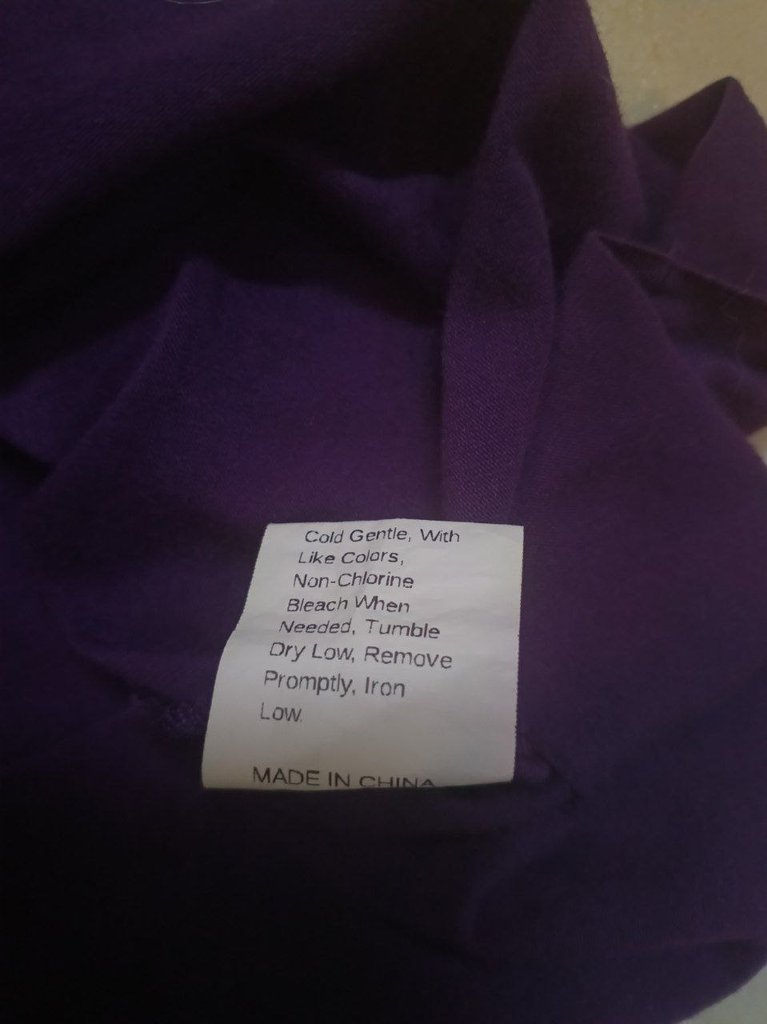 Cold Gentle, With
Like Colors,
Non-Chlorine
Bleach When
Needed, Tumble
Dry Low, Remove
Promptly, Iron
Low.
MADE IN CHINA